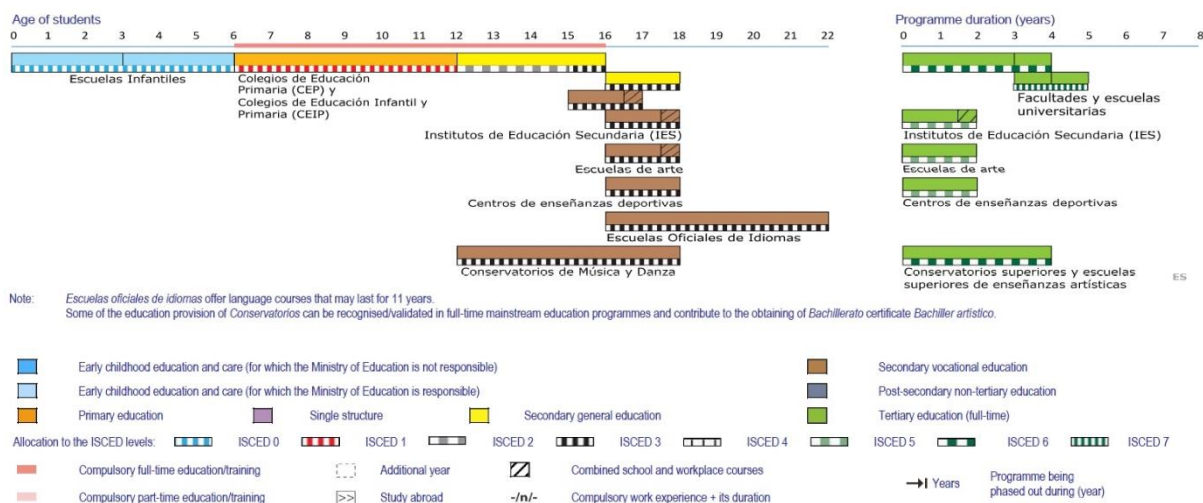 Age of students
Programme duration (years)
0 1 2 3 4 5 6 7 8 9 10 11 12 13 14 15 16 17 18 19 20 21 22
0 1 2 3 4 5 6 7 8
Escuelas Infantiles
Colegios de Educación
Primaria (CEP) y
Colegios de Educación Infantil y
Primaria (CEIP)
Institutos de Educación Secundaria (IES)
Escuelas de arte
Centros de enseñanzas deportivas
Escuelas Oficiales de Idiomas
Conservatorios de Música y Danza
Facultades y escuelas
universitarias
Institutos de Educación Secundaria (IES)
Escuelas de arte
Centros de enseñanzas deportivas
Conservatorios superiores y escuelas
superiores de enseñanzas artísticas
ES
Note: Escuelas oficiales de idiomas offer language courses that may last for 11 years.
Some of the education provision of Conservatorios can be recognised/validated in full-time mainstream education programmes and contribute to the obtaining of Bachillerato certificate Bachiller artístico.
Early childhood education and care (for which the Ministry of Education is not responsible)
Secondary vocational education
Early childhood education and care (for which the Ministry of Education is responsible)
Post-secondary non-tertiary education
Primary education
Single structure
Secondary general education
Tertiary education (full-time)
Allocation to the ISCED levels: ISCED 0 ISCED 1 ISCED 2 ISCED 3 ISCED 4 ISCED 5 ISCED 6 ISCED 7
Compulsory full-time education/training
Additional year
Combined school and workplace courses
Years
Programme being
phased out during (year)
Compulsory part-time education/training
>> Study abroad
-/n/- Compulsory work experience + its duration